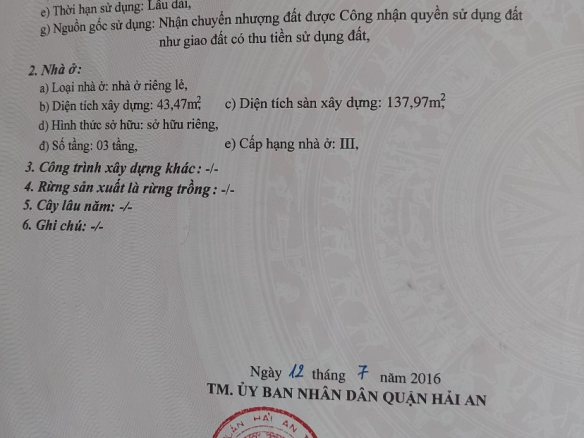 e) Thời hạn sử dụng: Lâu dài,
g) Nguồn gốc sử dụng: Nhận chuyển nhượng đất được Công nhận quyền sử dụng đất
như giao đất có thu tiền sử dụng đất,
2. Nhà ở:
a) Loại nhà ở: nhà ở riêng lẻ,
b) Diện tích xây dựng: 43,47m², c) Diện tích sàn xây dựng: 137,97m²,
d) Hình thức sở hữu: sở hữu riêng,
đ) Số tầng: 03 tầng, e) Cấp hạng nhà ở: III,
3. Công trình xây dựng khác: -/-
4. Rừng sản xuất là rừng trồng: -/-
5. Cây lâu năm: -/-
6. Ghi chú: -/-
Ngày 12 tháng 7 năm 2016
TM. ỦY BAN NHÂN DÂN QUẬN HẢI AN
HẢI AN